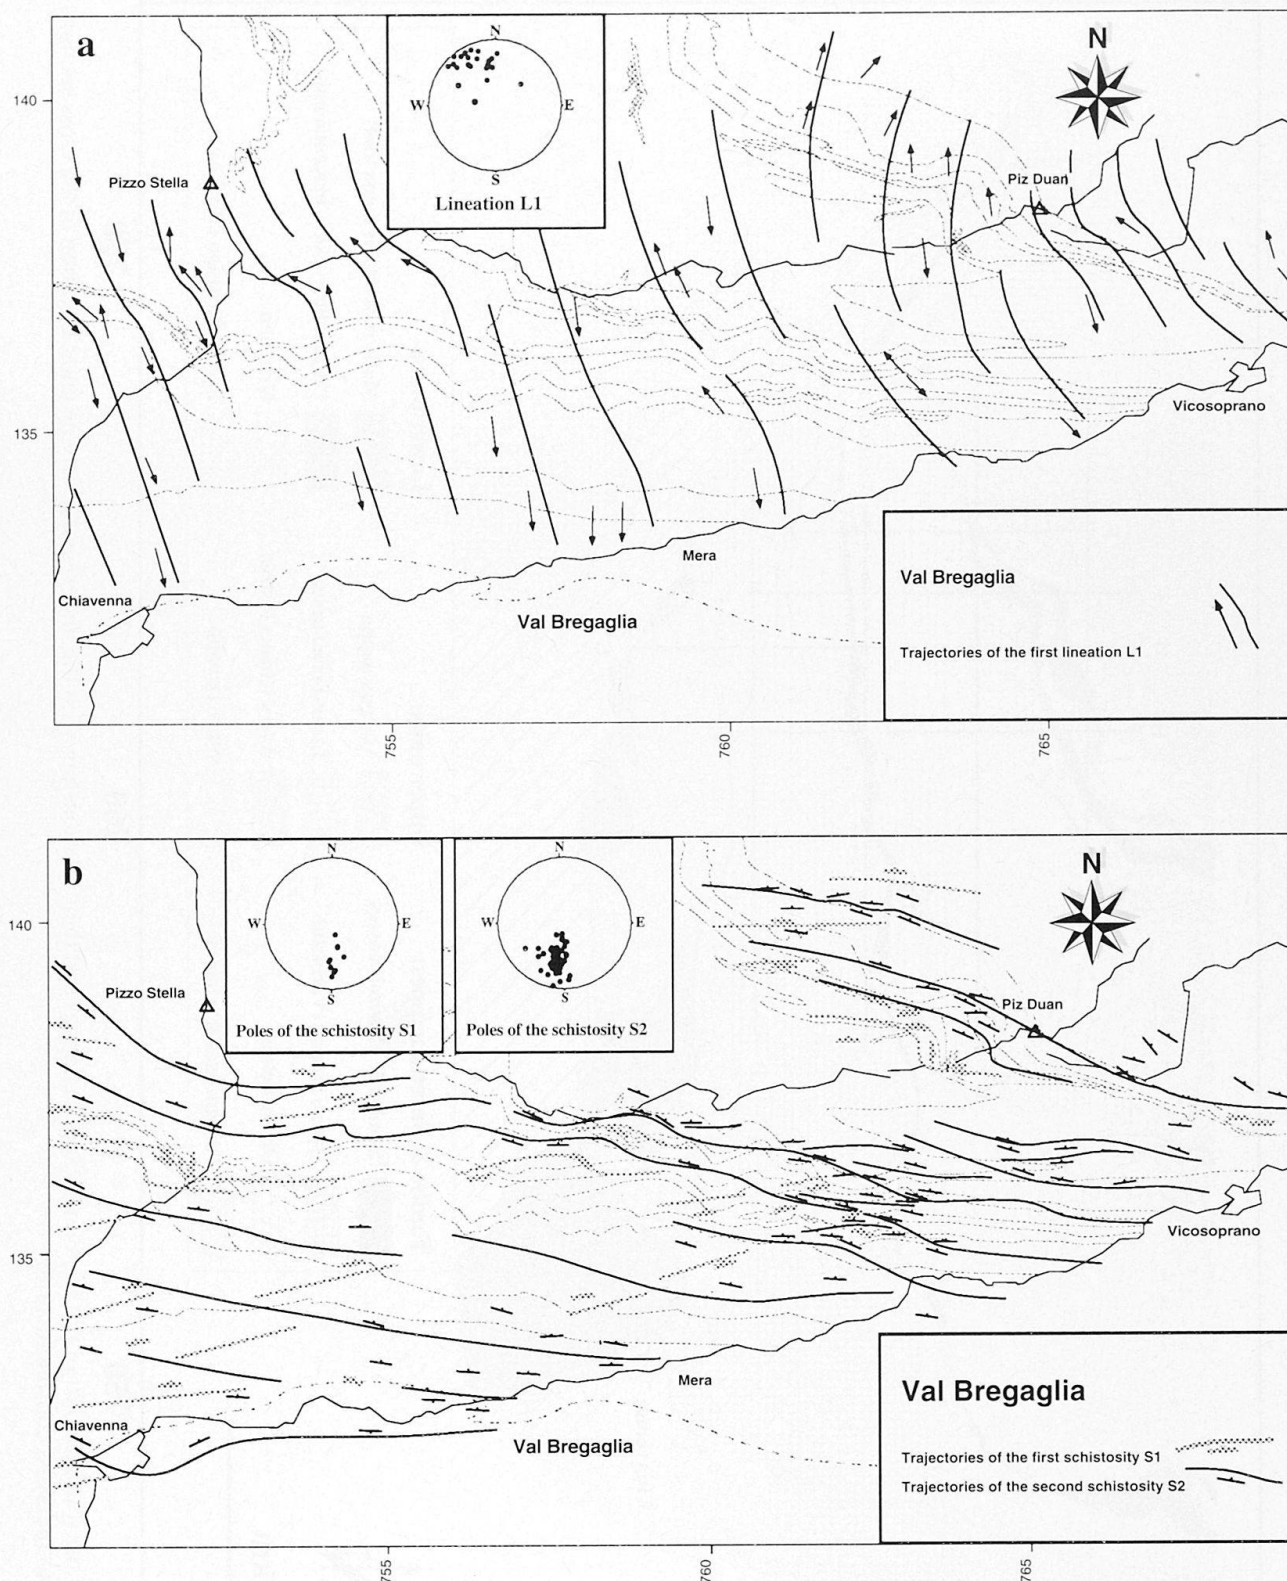 a
N
W
E
S
Lineation L1
N
140
Pizzo Stella
Piz Duan
135
Vicosoprano
Mera
Chiavenna
Val Bregaglia
Val Bregaglia
Trajectories of the first lineation L1
755
760
765
b
N
W
E
S
Poles of the schistosity S1
N
W
E
S
Poles of the schistosity S2
N
140
Pizzo Stella
Piz Duan
135
Vicosoprano
Mera
Chiavenna
Val Bregaglia
Val Bregaglia
Trajectories of the first schistosity S1
Trajectories of the second schistosity S2
755
760
765